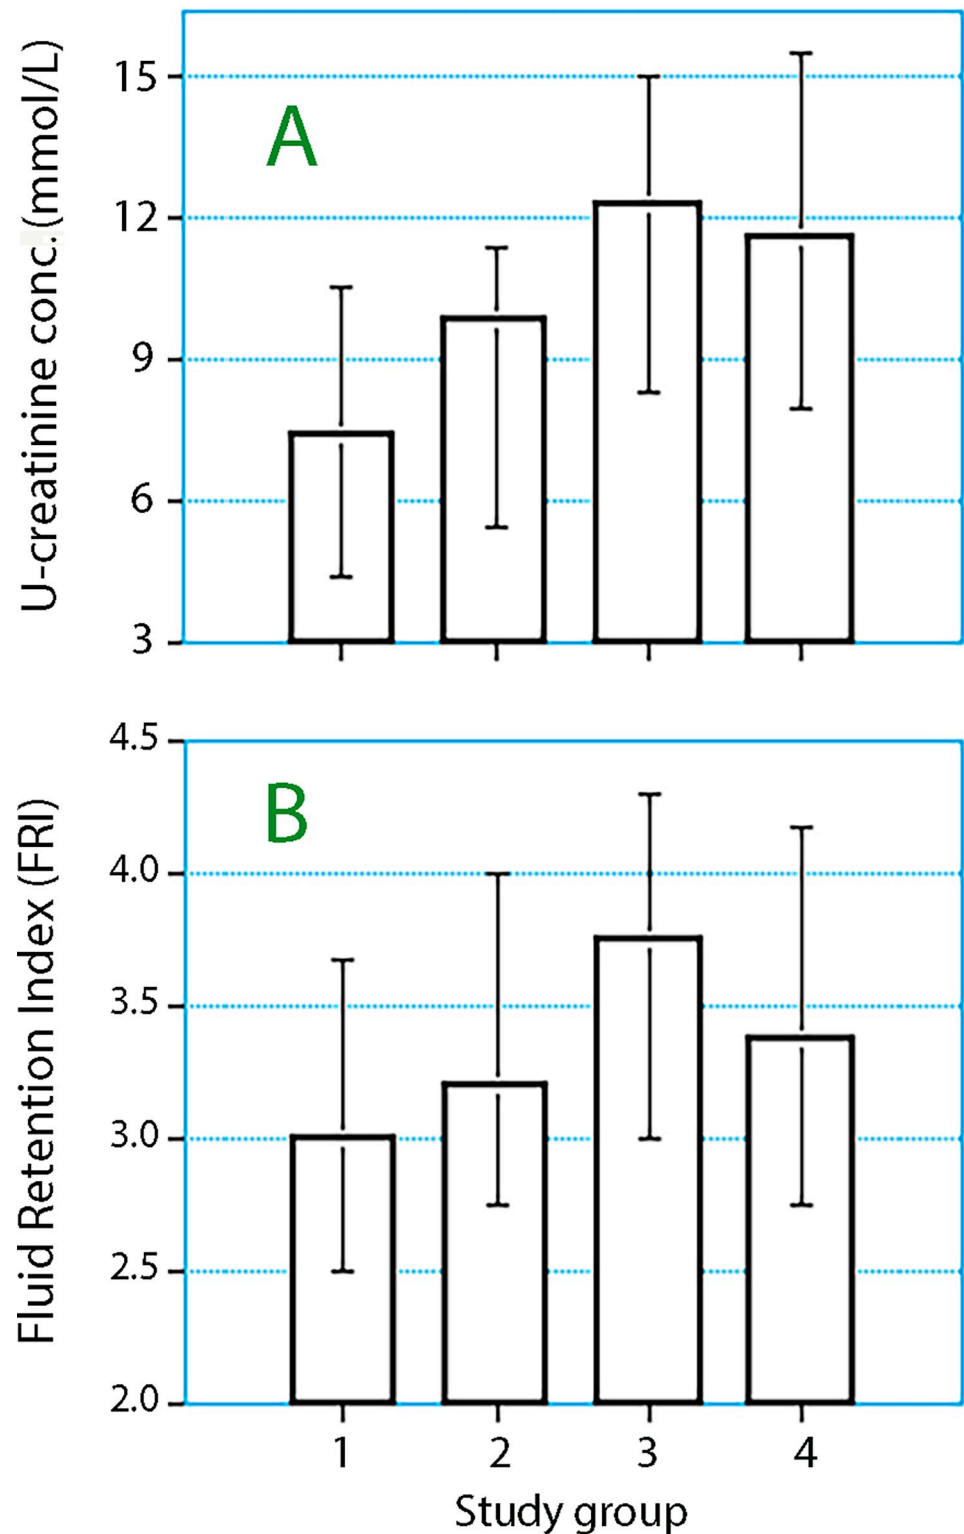 U-creatinine conc. (mmol/L)
A
15
12
9
6
3
Fluid Retention Index (FRI)
B
4.5
4.0
3.5
3.0
2.5
2.0
1 2 3 4
Study group